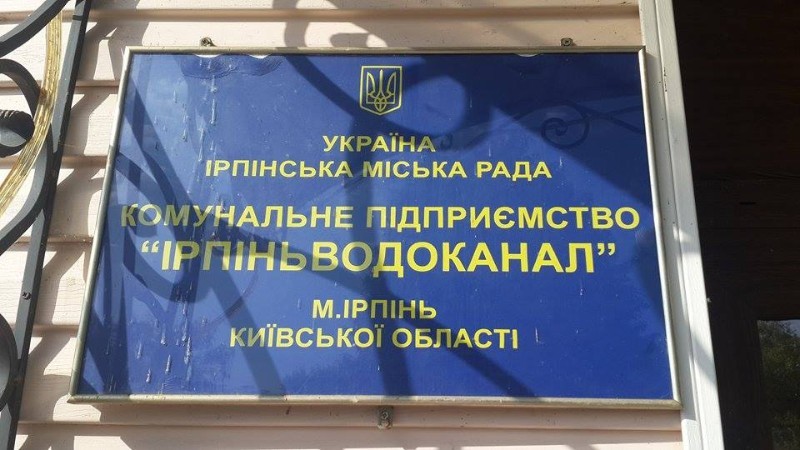 УКРАЇНА
ІРПІНСЬКА МІСЬКА РАДА
КОМУНАЛЬНЕ ПІДПРИЄМСТВО
“ІРПІНЬВОДОКАНАЛ”
М.ІРПІНЬ
КИЇВСЬКОЇ ОБЛАСТІ